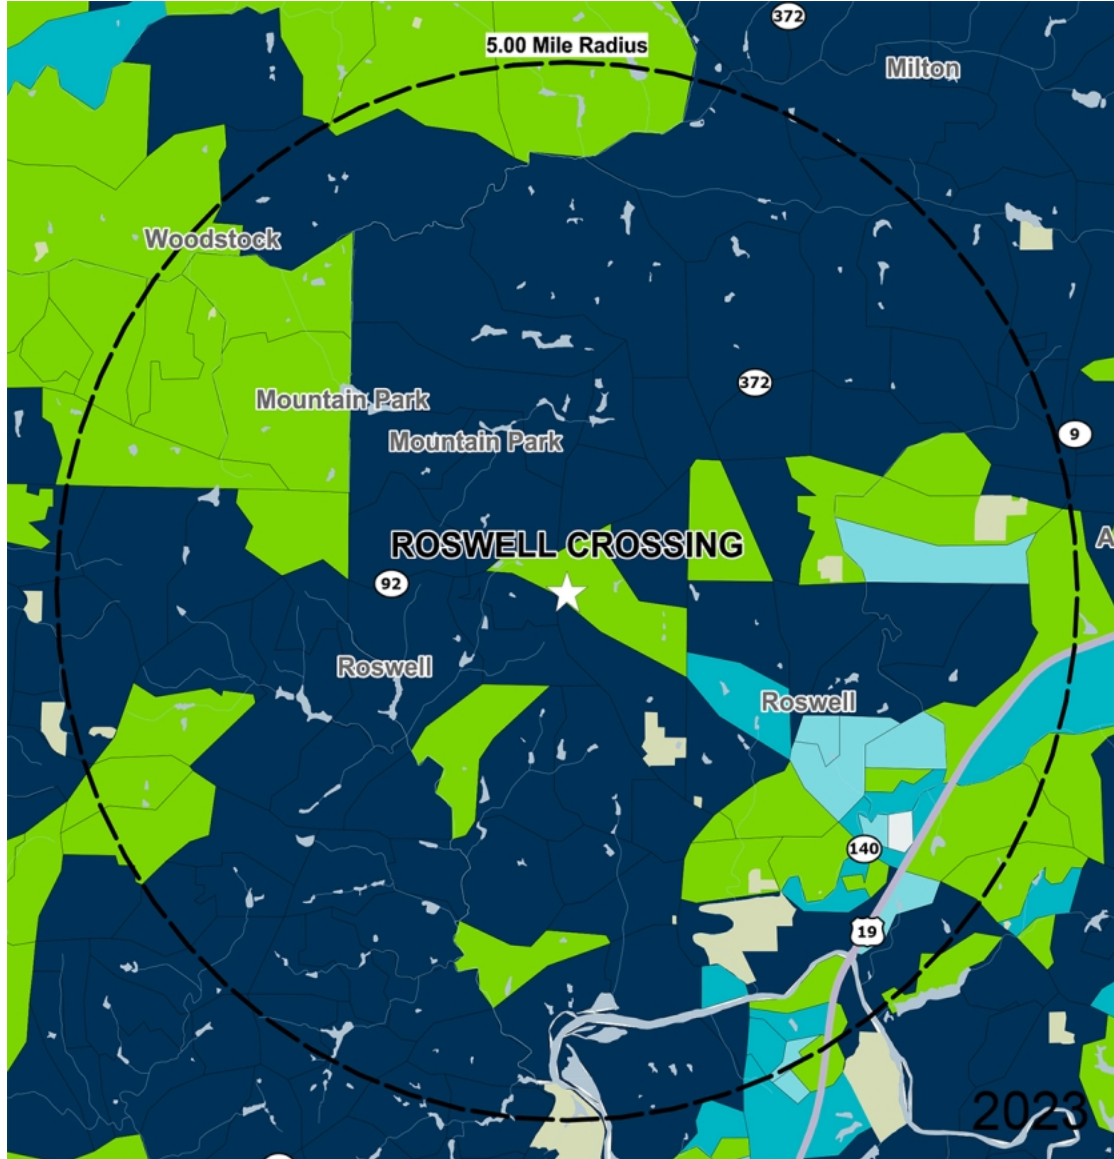 372
5.00 Mile Radius
Milton
Woodstock
372
Mountain Park
9
Mountain Park
ROSWELL CROSSING
A
92
Roswell
Roswell
140
19
2023